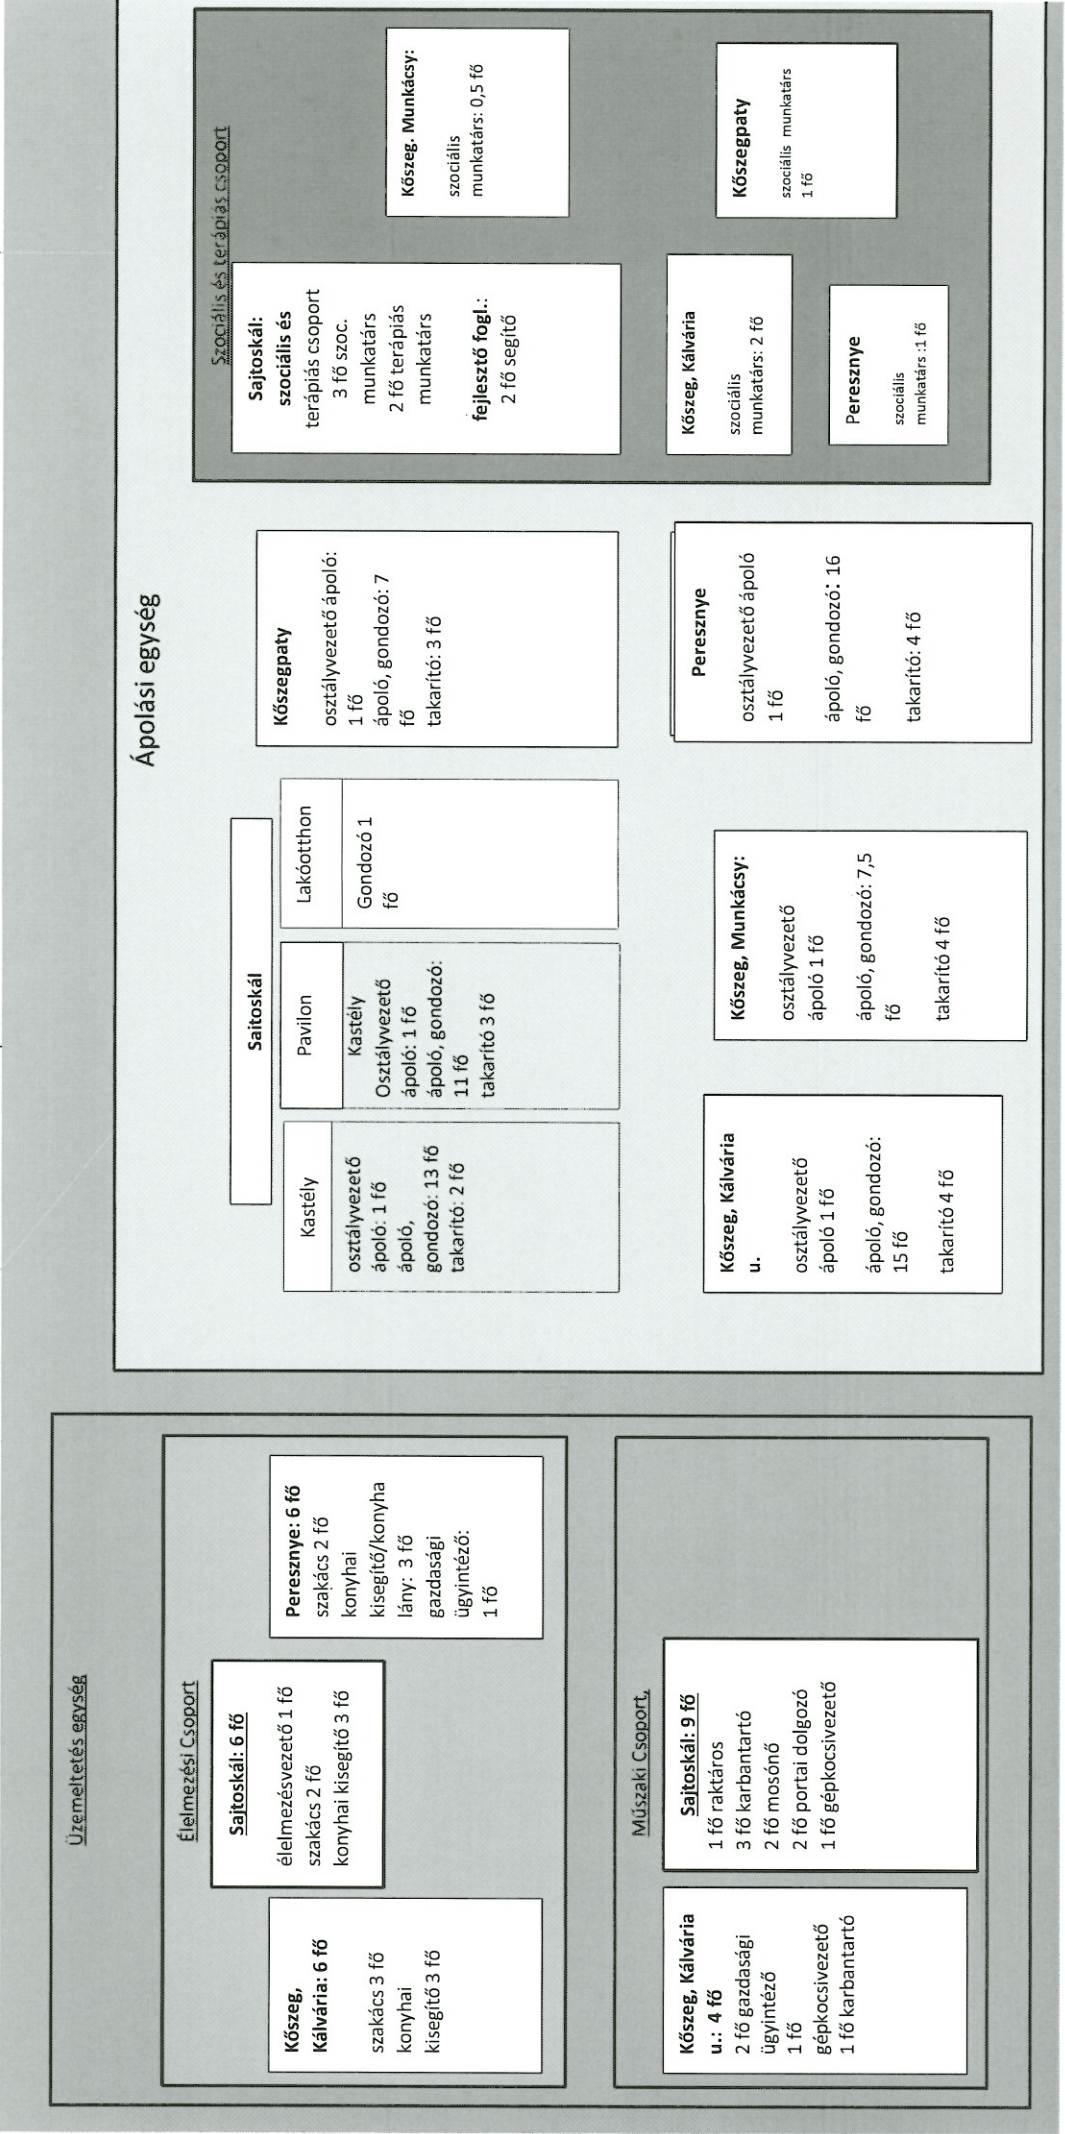 Üzemeltetés egység
Élelmezési Csoport
Kőszeg,
Kálvária: 6 fő
szakács 3 fő
konyhai
kisegítő 3 fő
Sajtoskál: 6 fő
élelmezésvezető 1 fő
szakács 2 fő
konyhai kisegítő 3 fő
Peresznye: 6 fő
szakács 2 fő
konyhai
kisegítő/konyha
lány: 3 fő
gazdasági
ügyintéző:
1 fő
Műszaki Csoport,
Kőszeg, Kálvária
u.: 4 fő
2 fő gazdasági
ügyintéző
1 fő
gépkocsivezető
1 fő karbantartó
Sajtoskál: 9 fő
1 fő raktáros
3 fő karbantartó
2 fő mosónő
2 fő portai dolgozó
1 fő gépkocsivezető
Ápolási egység
Saitoskál
Kastély
osztályvezető
ápoló: 1 fő
ápoló,
gondozó: 13 fő
takarító: 2 fő
Pavilon
Kastély
Osztályvezető
ápoló: 1 fő
ápoló, gondozó:
11 fő
takarító 3 fő
Lakóotthon
Gondozó 1
fő
Kőszegpaty
osztályvezető ápoló:
1 fő
ápoló, gondozó: 7
fő
takarító: 3 fő
Kőszeg, Kálvária
u.
osztályvezető
ápoló 1 fő
ápoló, gondozó:
15 fő
takarító 4 fő
Kőszeg, Munkácsy:
osztályvezető
ápoló 1 fő
ápoló, gondozó: 7,5
fő
takarító 4 fő
Peresznye
osztályvezető ápoló
1 fő
ápoló, gondozó: 16
fő
takarító: 4 fő
Szociális és terápiás csoport
Sajtoskál:
szociális és
terápiás csoport
3 fő szoc.
munkatárs
2 fő terápiás
munkatárs
fejlesztő fogl.:
2 fő segítő
Kőszeg. Munkácsy:
szociális
munkatárs: 0,5 fő
Kőszeg, Kálvária
szociális
munkatárs: 2 fő
Kőszegpaty
szociális munkatárs
1 fő
Peresznye
szociális
munkatárs :1 fő